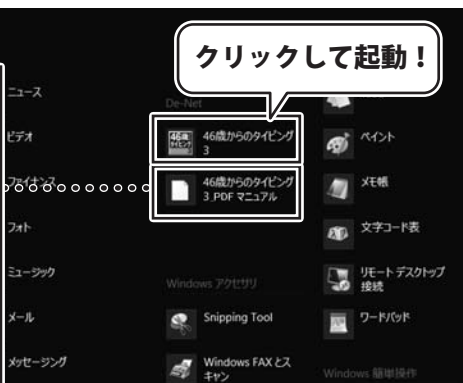 クリックして起動！
ニュース
ビデオ
ファイナンス
フォト
ミュージック
メール
メッセージング
De-Net
46歳からのタイピング
3
46歳からのタイピング
3_PDF マニュアル
Windows アクセサリ
Snipping Tool
Windows FAX とス
キャン
ペイント
メモ帳
文字コード表
リモート デスクトップ
接続
ワードパッド
Windows 簡単操作